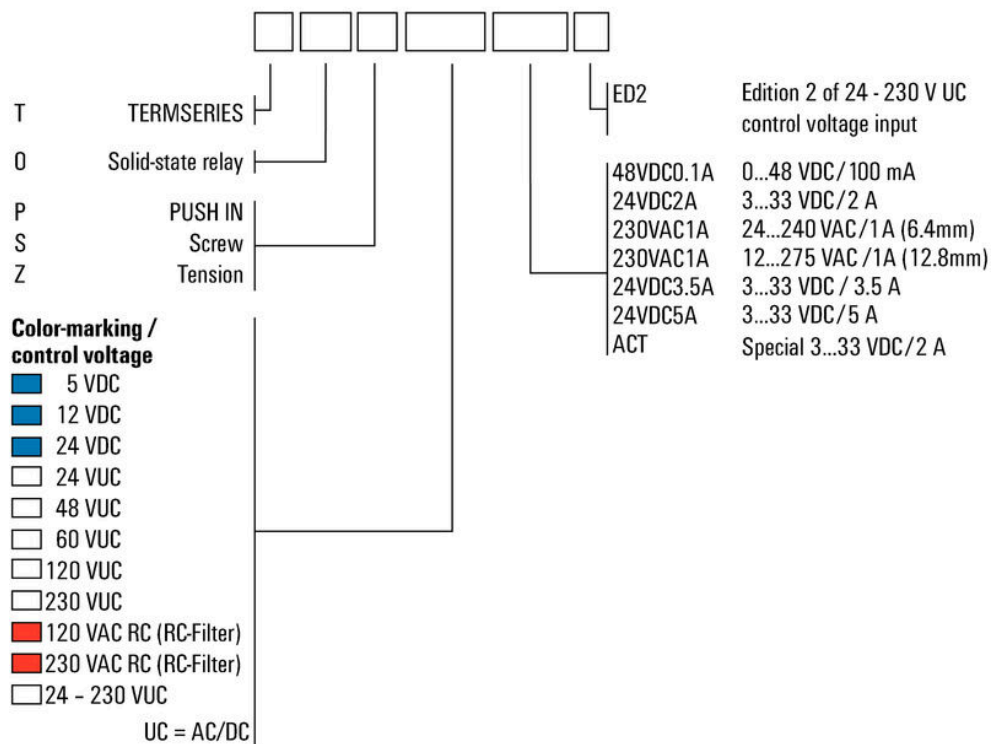 T TERMSERIES
O Solid-state relay
P PUSH IN
S Screw
Z Tension
Color-marking /
control voltage
5 VDC
12 VDC
24 VDC
24 VUC
48 VUC
60 VUC
120 VUC
230 VUC
120 VAC RC (RC-Filter)
230 VAC RC (RC-Filter)
24 – 230 VUC
UC = AC/DC
ED2 Edition 2 of 24 - 230 V UC
control voltage input
48VDC0.1A 0...48 VDC/ 100 mA
24VDC2A 3...33 VDC/2 A
230VAC1A 24...240 VAC/1A (6.4mm)
230VAC1A 12...275 VAC /1A (12.8mm)
24VDC3.5A 3...33 VDC / 3.5 A
24VDC5A 3...33 VDC/5 A
ACT Special 3...33 VDC/2 A